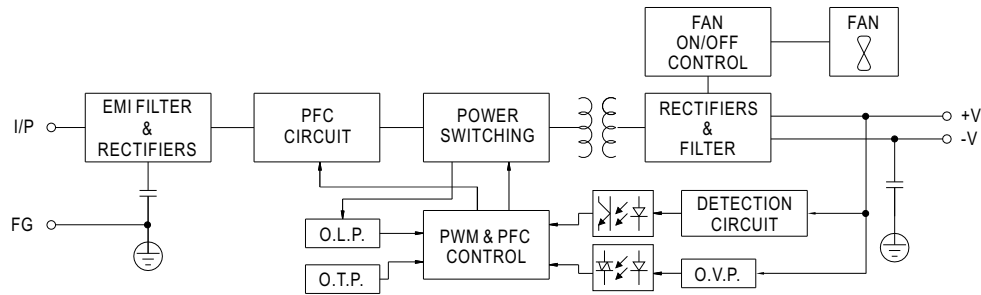 FAN
ON/OFF
CONTROL
FAN
I/P
EMI FILTER
&
RECTIFIERS
PFC
CIRCUIT
POWER
SWITCHING
RECTIFIERS
&
FILTER
+V
-V
FG
O.L.P.
O.T.P.
PWM & PFC
CONTROL
DETECTION
CIRCUIT
O.V.P.